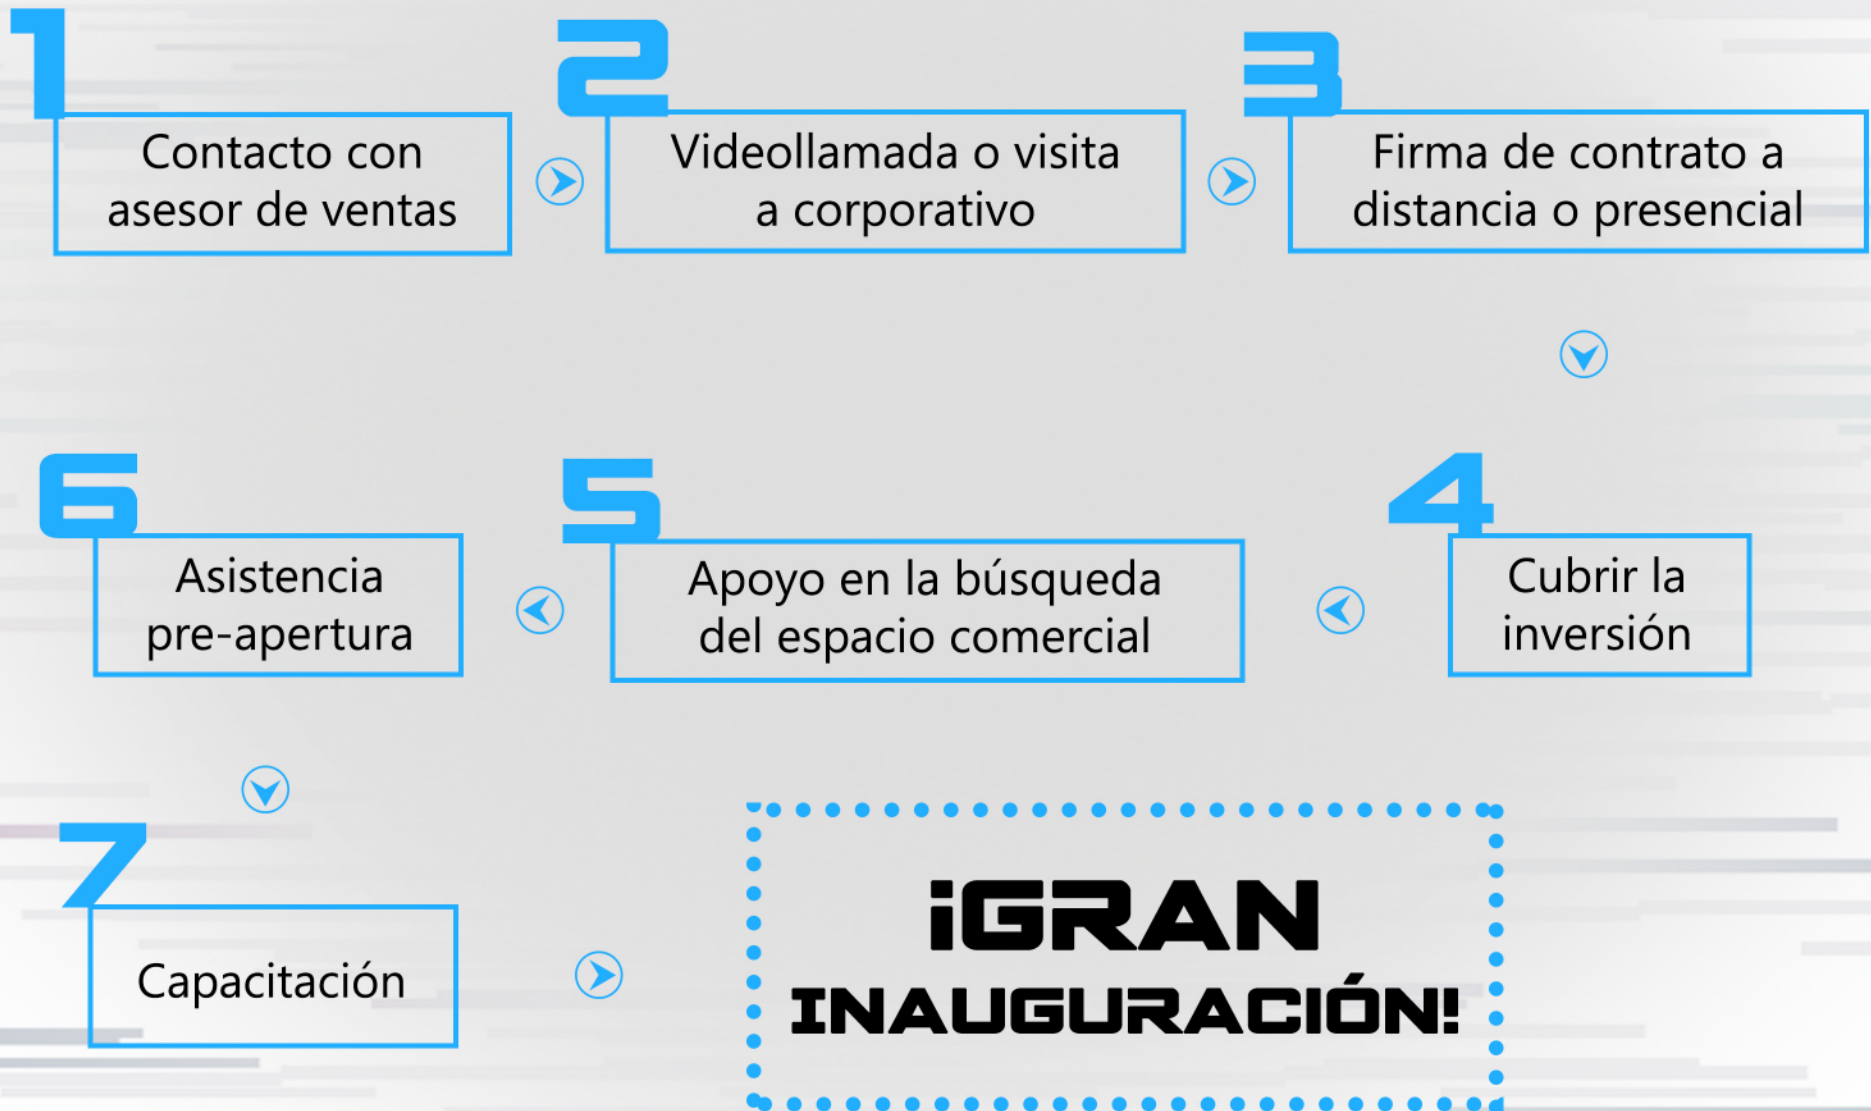 1
Contacto con
asesor de ventas
2
Videollamada o visita
a corporativo
3
Firma de contrato a
distancia o presencial
4
Cubrir la
inversión
5
Apoyo en la búsqueda
del espacio comercial
6
Asistencia
pre-apertura
7
Capacitación
¡GRAN
INAUGURACIÓN!